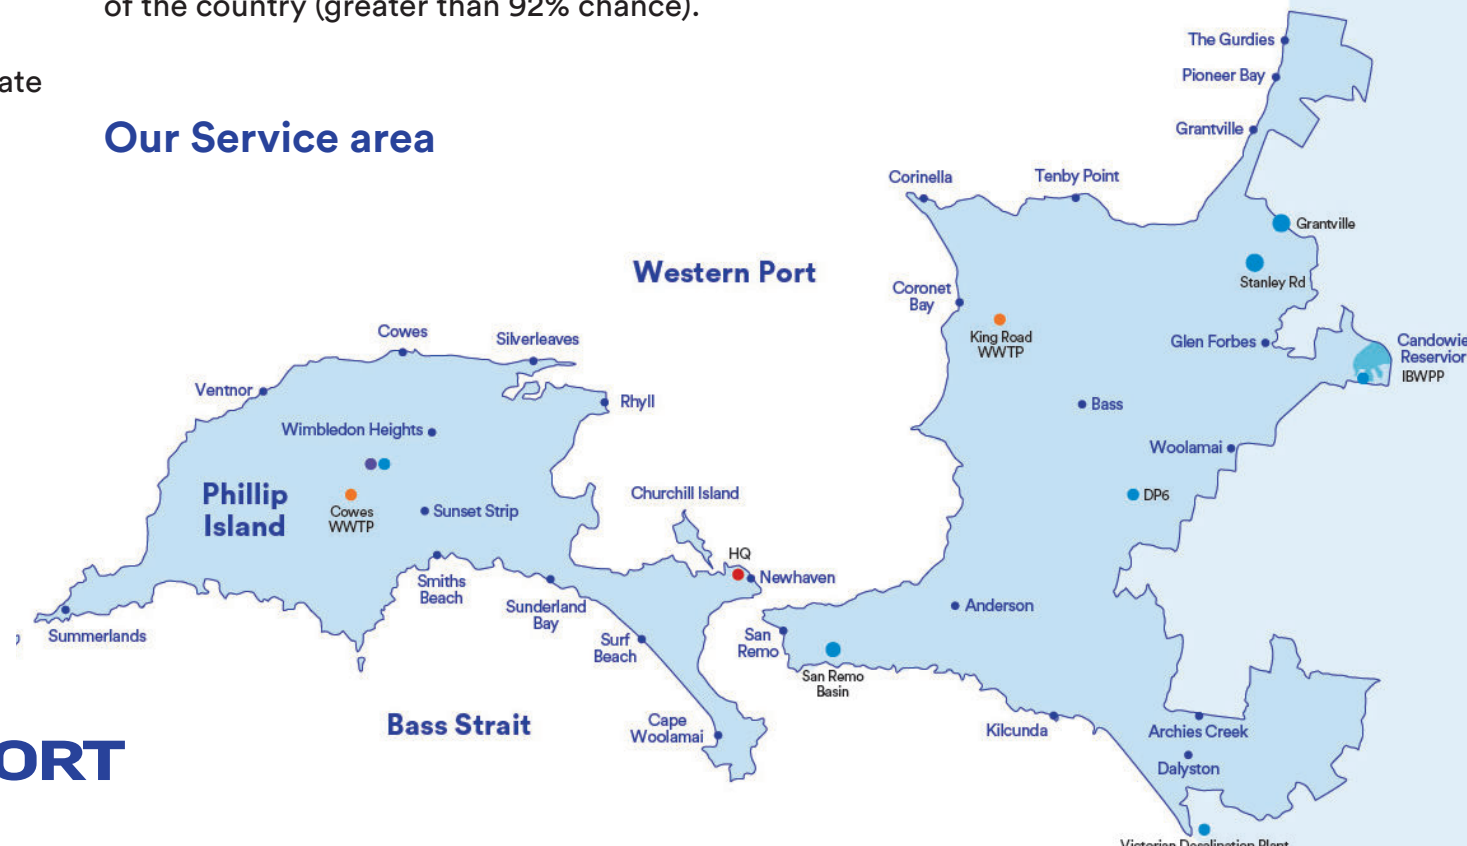 of the country (greater than 92% chance).
ate
Our Service area
The Gurdies
Pioneer Bay
Grantville
Corinella
Tenby Point
Grantville
Western Port
Stanley Rd
Coronet
Bay
King Road
WWTP
Cowes
Silverleaves
Glen Forbes
Candowie
Reservior
IBWPP
Ventnor
Rhyll
Bass
Wimbledon Heights
Woolamai
Phillip
Island
Churchill Island
DP6
Cowes
WWTP
Sunset Strip
HQ
Newhaven
Smiths
Beach
Sunderland
Bay
Anderson
Summerlands
Surf
Beach
San
Remo
San Remo
Basin
Bass Strait
Cape
Woolamai
Kilcunda
Archies Creek
ORT
Dalyston
Victorian Desalination Plant